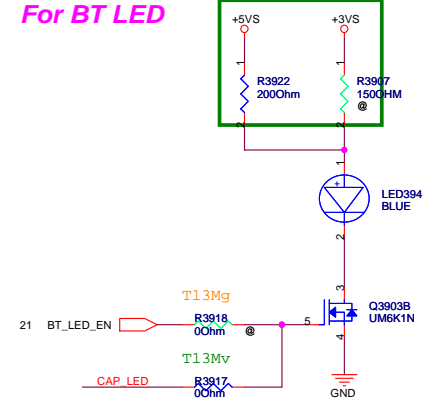 For BT LED
+5VS +3VS
1 1
R3922 R3907
200Ohm 150OHM
@
2 2
1
LED394
BLUE
2
T13Mg
3
R3918 Q3903B
21 BT_LED_EN 5 UM6K1N
0Ohm @
4
T13Mv
CAP_LED R3917
0Ohm
GND